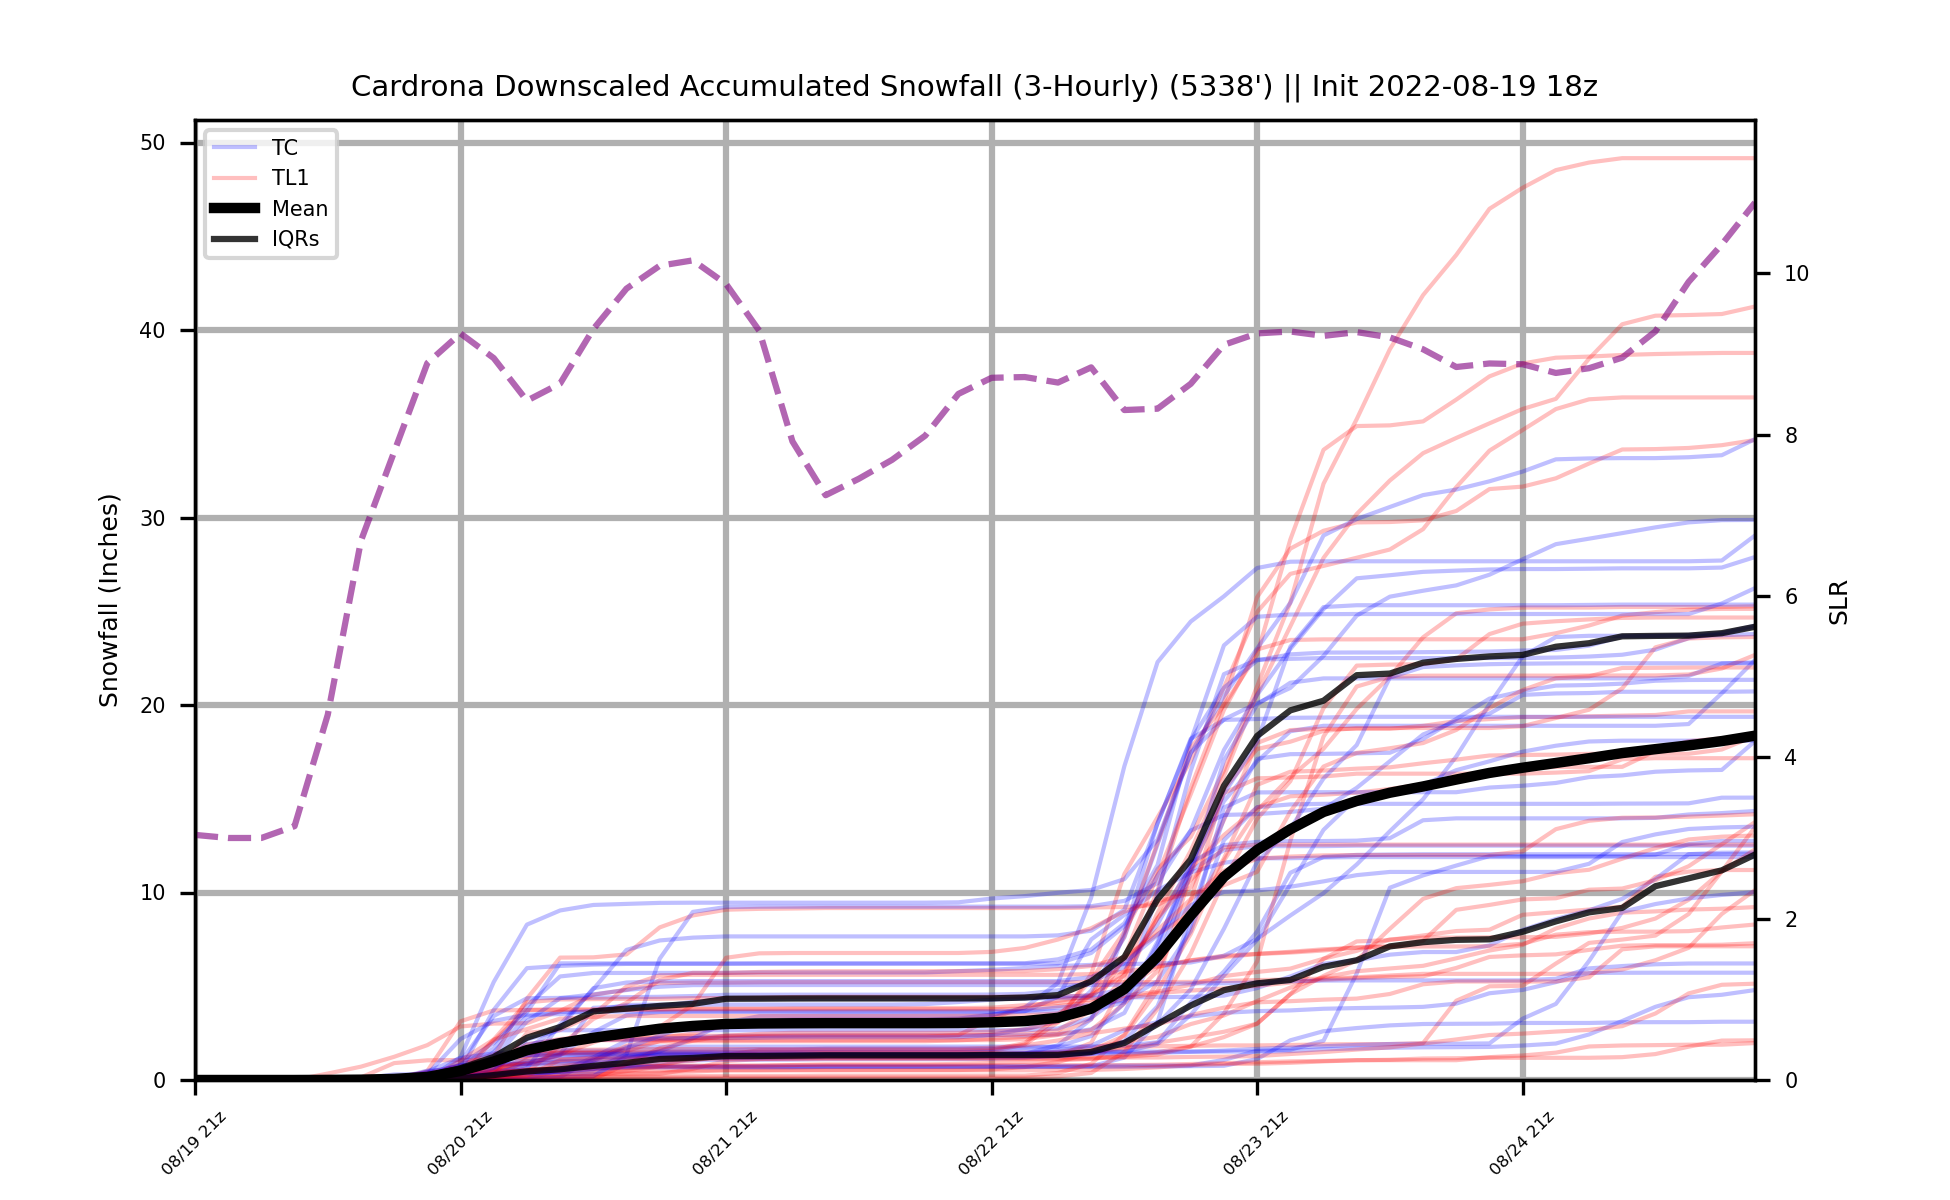 Cardrona Downscaled Accumulated Snowfall (3-Hourly) (5338') || Init 2022-08-19 18z
TC
TL1
Mean
IQRs
Snowfall (Inches)
50
40
30
20
10
0
SLR
10
8
6
4
2
0
08/19 21z
08/20 21z
08/21 21z
08/22 21z
08/23 21z
08/24 21z